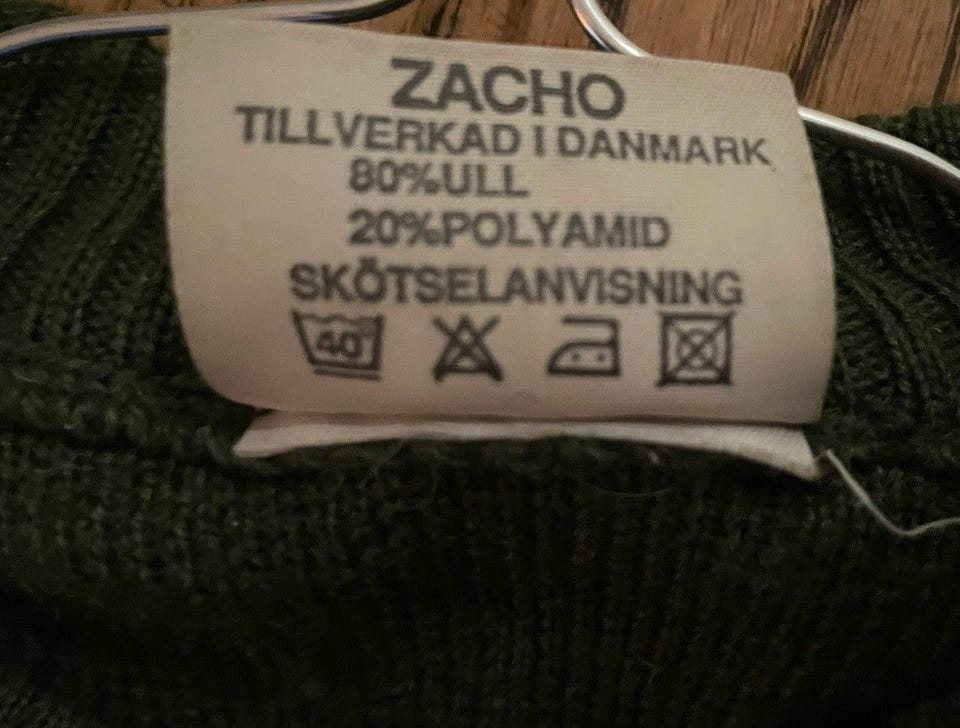 ZACHO
TILLVERKAD I DANMARK
80%ULL
20%POLYAMID
SKÖTSELANVISNING
40°